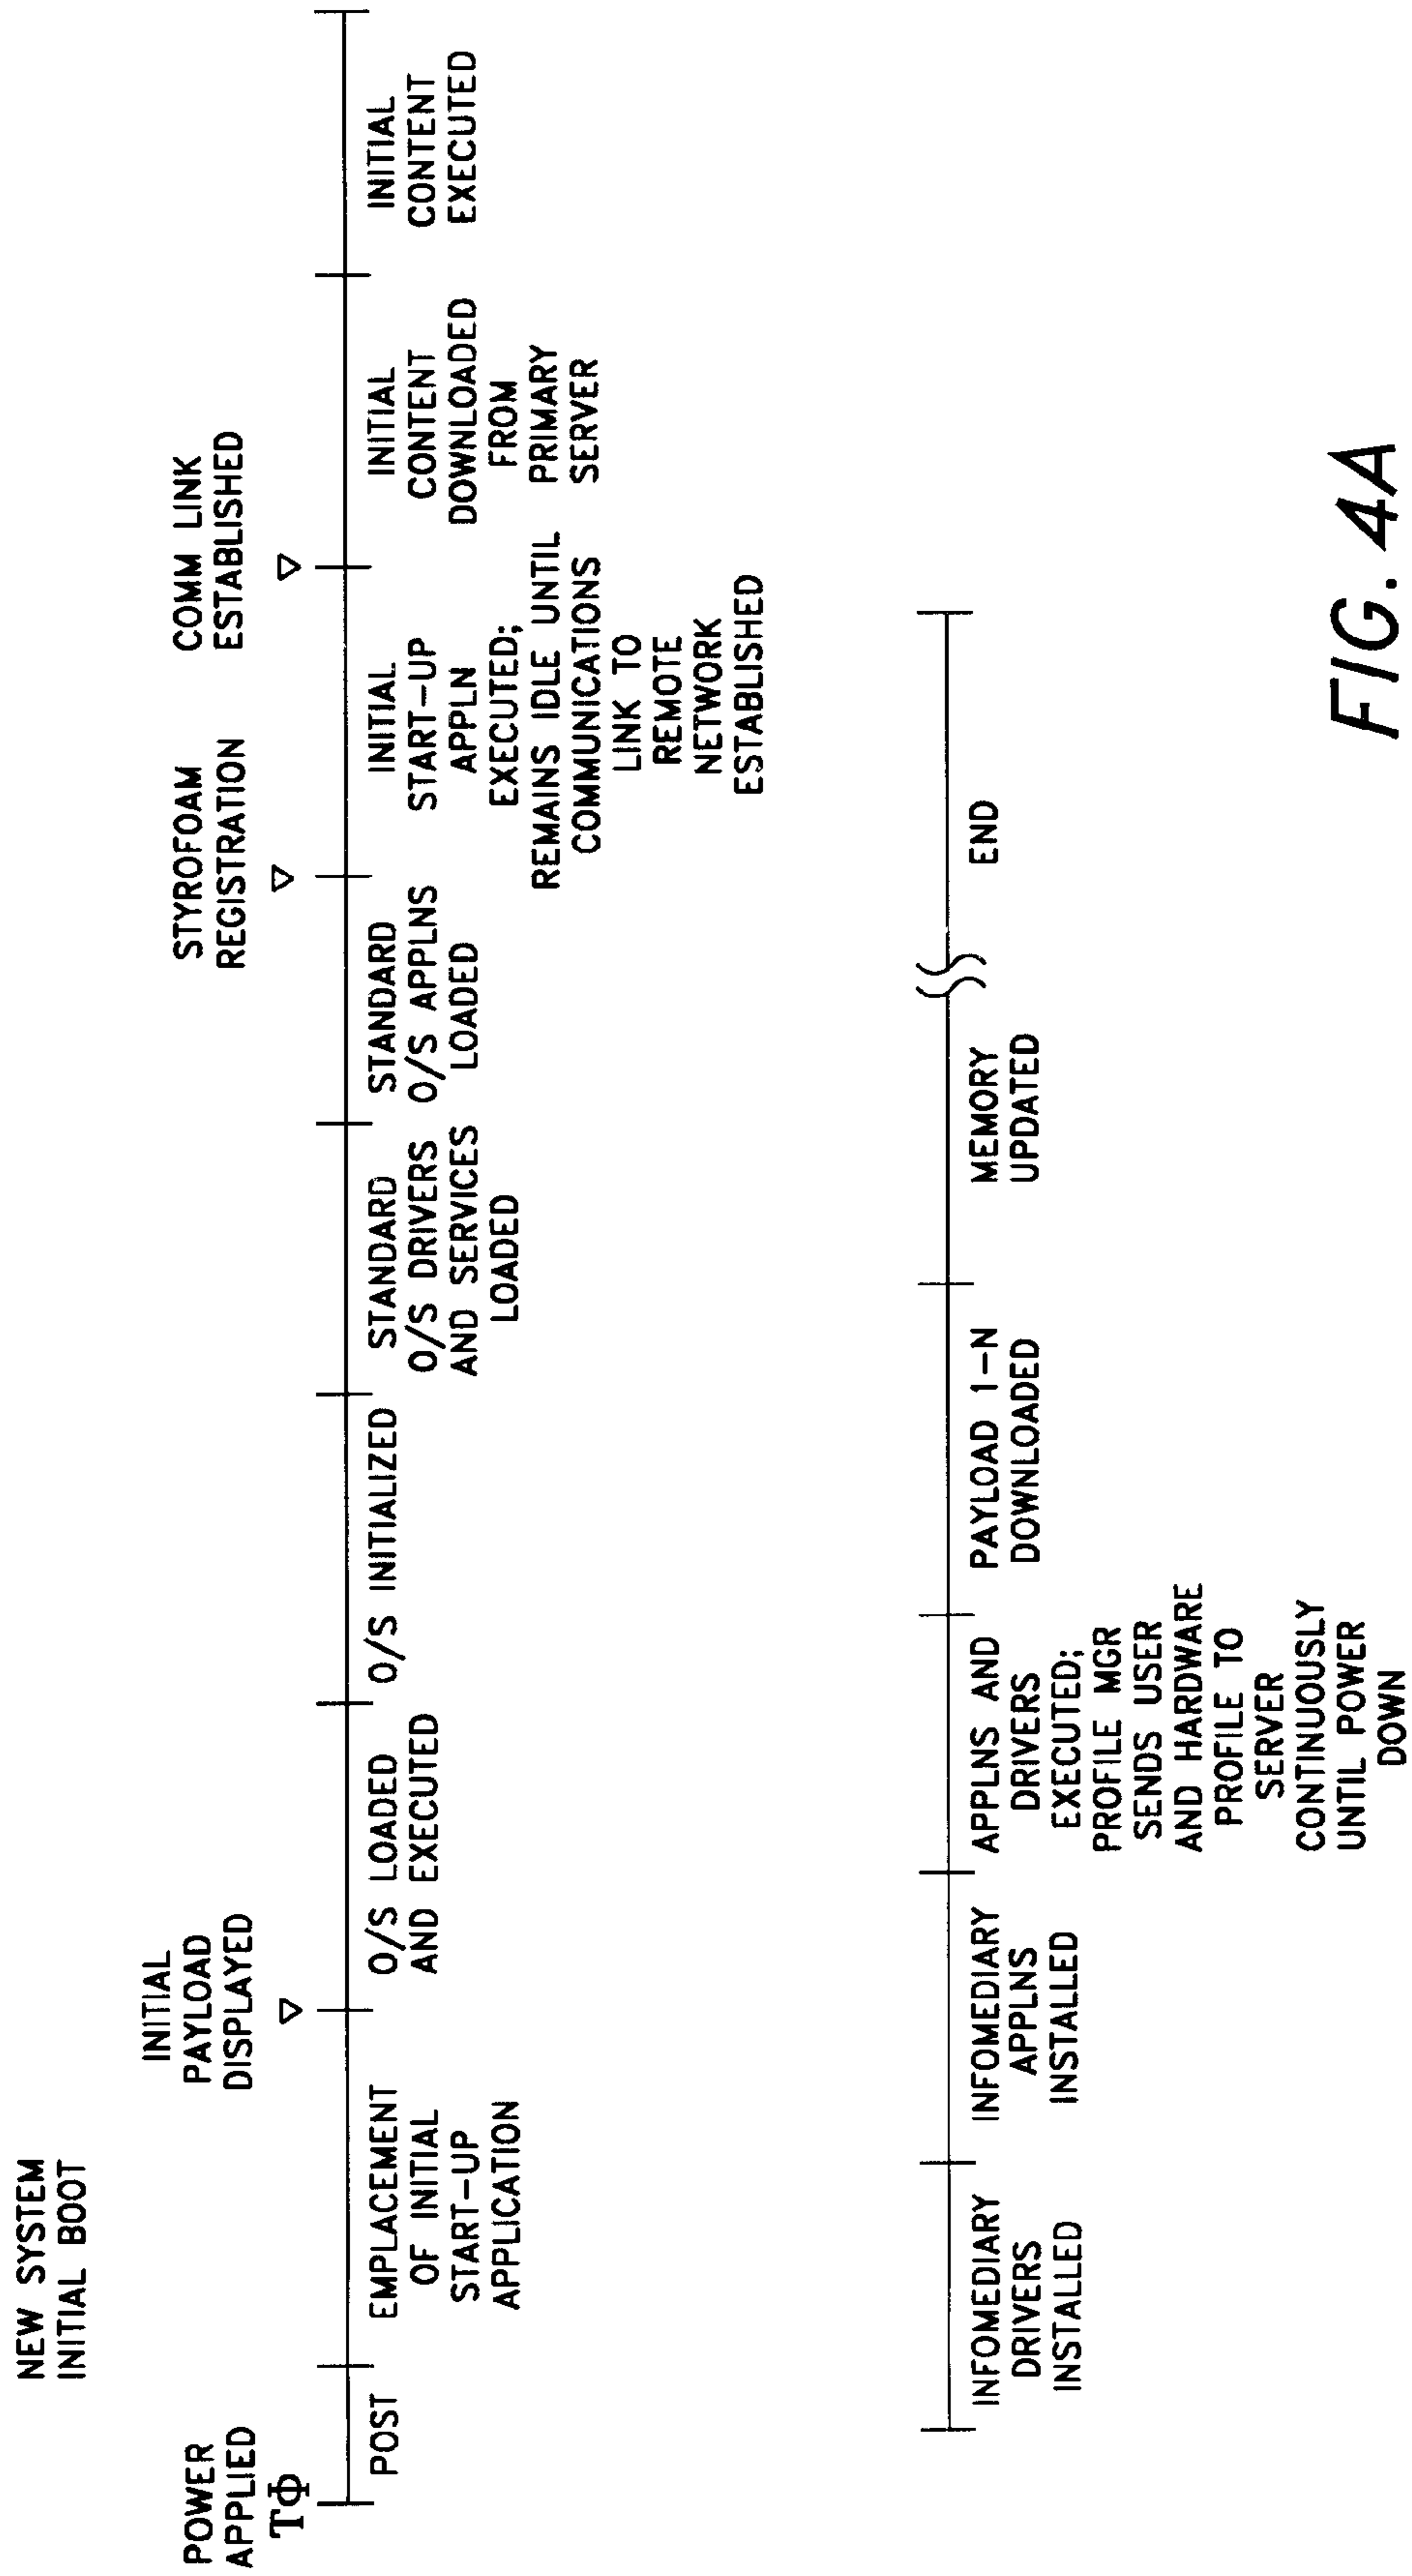 NEW SYSTEM
INITIAL BOOT
POWER
APPLIED
TΦ
INITIAL
PAYLOAD
DISPLAYED
STYROFOAM
REGISTRATION
COMM LINK
ESTABLISHED
POST
EMPLACEMENT
OF INITIAL
START-UP
APPLICATION
O/S LOADED
AND EXECUTED
O/S INITIALIZED
STANDARD
O/S DRIVERS
AND SERVICES
LOADED
STANDARD
O/S APPLNS
LOADED
INITIAL
START-UP
APPLN
EXECUTED;
REMAINS IDLE UNTIL
COMMUNICATIONS
LINK TO
REMOTE
NETWORK
ESTABLISHED
INITIAL
CONTENT
DOWNLOADED
FROM
PRIMARY
SERVER
INITIAL
CONTENT
EXECUTED
INFOMEDIARY
DRIVERS
INSTALLED
INFOMEDIARY
APPLNS
INSTALLED
APPLNS AND
DRIVERS
EXECUTED;
PROFILE MGR
SENDS USER
AND HARDWARE
PROFILE TO
SERVER
CONTINUOUSLY
UNTIL POWER
DOWN
PAYLOAD 1-N
DOWNLOADED
MEMORY
UPDATED
END
FIG. 4A